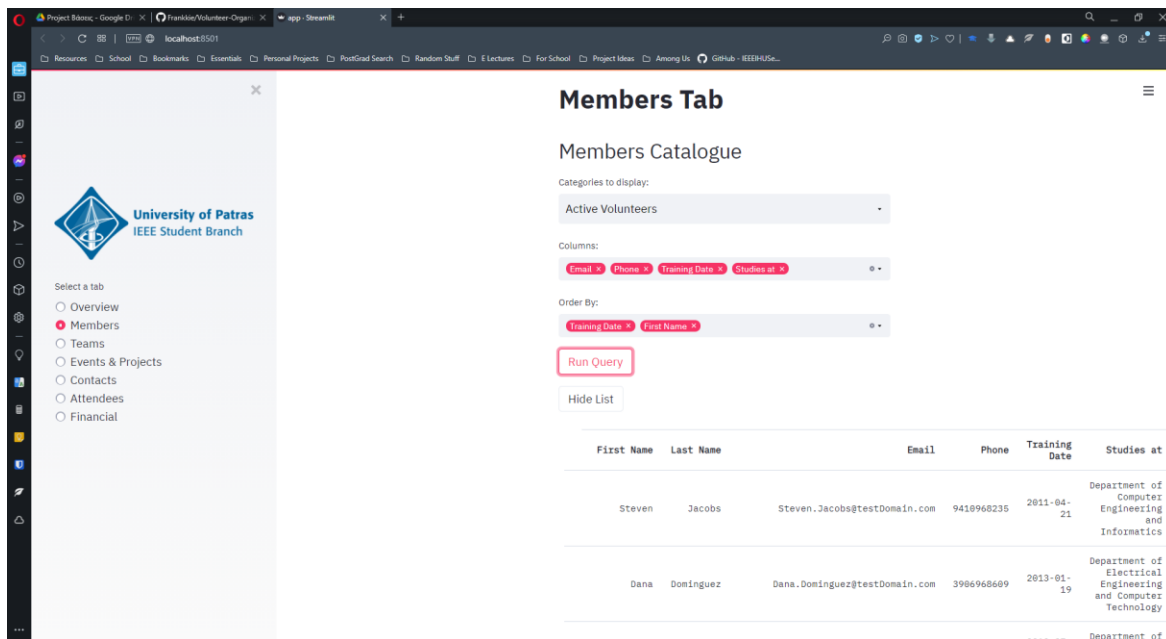 Project Βάσεις - Google Dr
Frankkie/Volunteer-Organi
app · Streamlit
VPN
localhost:8501
Resources
School
Bookmarks
Essentials
Personal Projects
PostGrad Search
Random Stuff
E Lectures
For School
Project Ideas
Among Us
GitHub - IEEEIHUSe...
University of Patras
IEEE Student Branch
Select a tab
Overview
Members
Teams
Events & Projects
Contacts
Attendees
Financial
Members Tab
Members Catalogue
Categories to display:
Active Volunteers
Columns:
Email × Phone × Training Date × Studies at ×
Order By:
Training Date × First Name ×
Run Query
Hide List
First Name Last Name Email Phone Training Date Studies at
Steven Jacobs Steven.Jacobs@testDomain.com 9410968235 2011-04-21 Department of Computer Engineering and Informatics
Dana Dominguez Dana.Dominguez@testDomain.com 3906968609 2013-01-19 Department of Electrical Engineering and Computer Technology
Department of